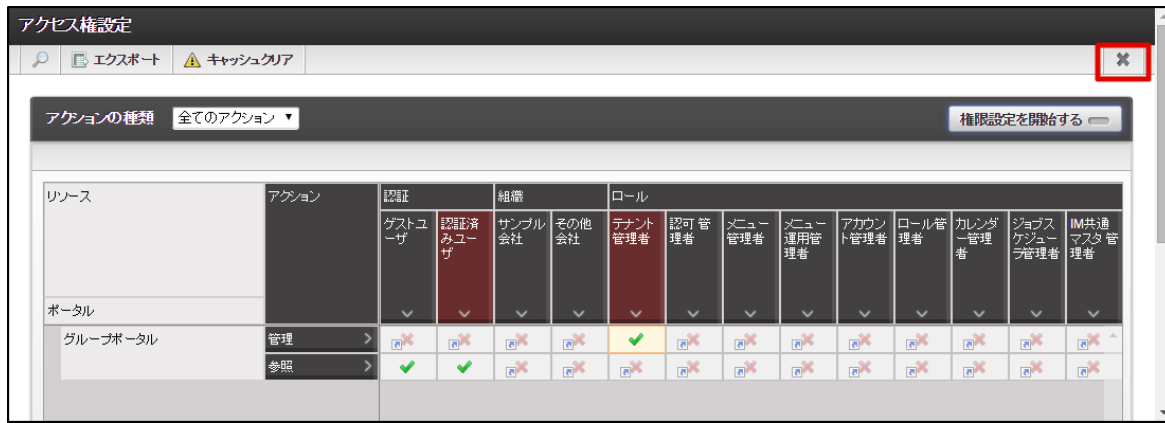 アクセス権設定
エクスポート キャッシュクリア
アクションの種類 全てのアクション 権限設定を開始する
リソース アクション 認証 組織 ロール
ゲストユーザ 認証済みユーザ サンプル会社 その他会社 テナント管理者 認可管理者 メニュー管理者 メニュー運用管理者 アカウント管理者 ロール管理者 カレンダー管理者 ジョブスケジューラ管理者 IM共通マスタ管理者
ポータル
グループポータル 管理
参照